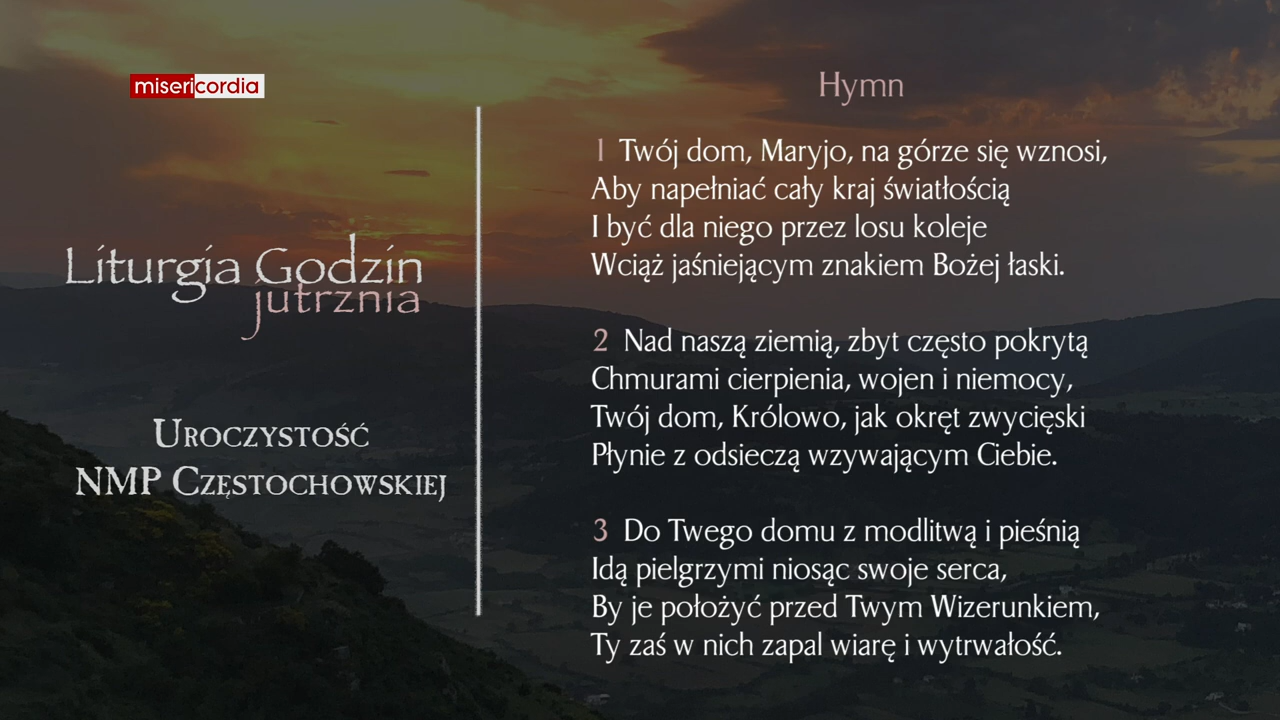 misericordia
Liturgia Godzin
jutrznia
Uroczystość
NMP Częstochowskiej
Hymn
1 Twój dom, Maryjo, na górze się wznosi,
Aby napełniać cały kraj światłością
I być dla niego przez losu koleje
Wciąż jaśniejącym znakiem Bożej łaski.
2 Nad naszą ziemią, zbyt często pokrytą
Chmurami cierpienia, wojen i niemocy,
Twój dom, Królowo, jak okręt zwycięski
Płynie z odsieczą wzywającym Ciebie.
3 Do Twego domu z modlitwą i pieśnią
Idą pielgrzymi niosąc swoje serca,
By je położyć przed Twym Wizerunkiem,
Ty zaś w nich zapal wiarę i wytrwałość.